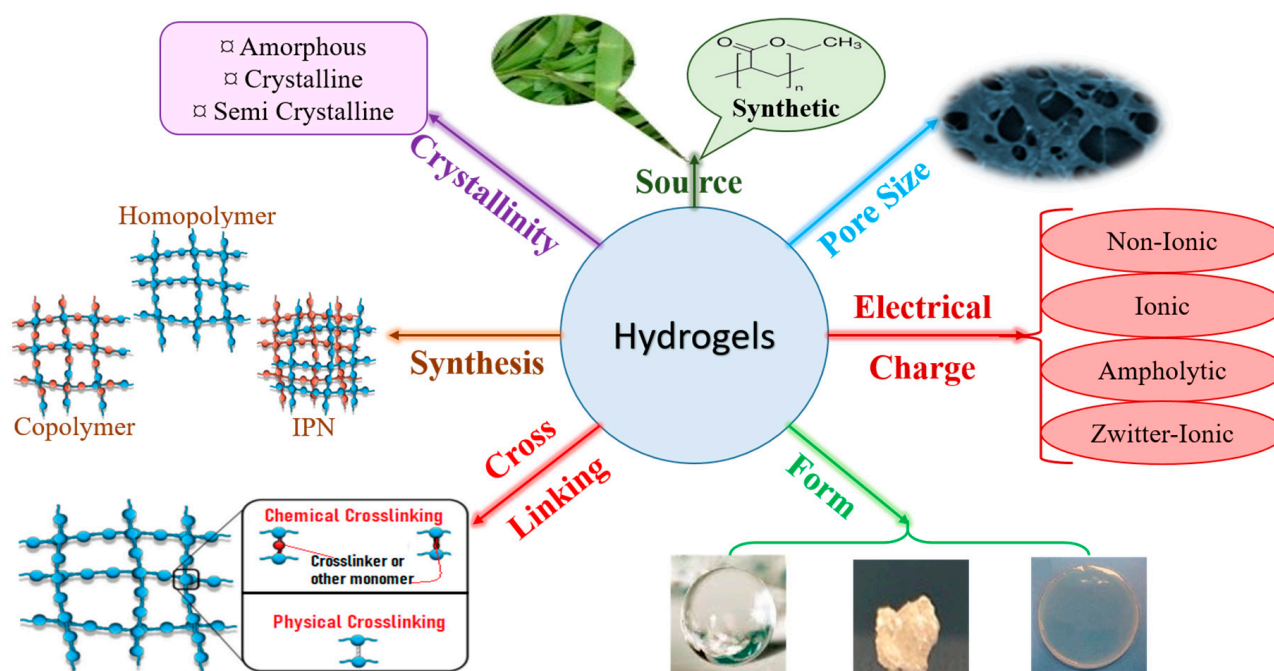 ¤ Amorphous
¤ Crystalline
¤ Semi Crystalline
Crystallinity
O
O
CH3
n
Synthetic
Source
Pore Size
Hydrogels
Electrical
Charge
Non-Ionic
Ionic
Ampholytic
Zwitter-Ionic
Homopolymer
Copolymer
IPN
Synthesis
Cross
Linking
Chemical Crosslinking
Crosslinker or
other monomer
Physical Crosslinking
Form